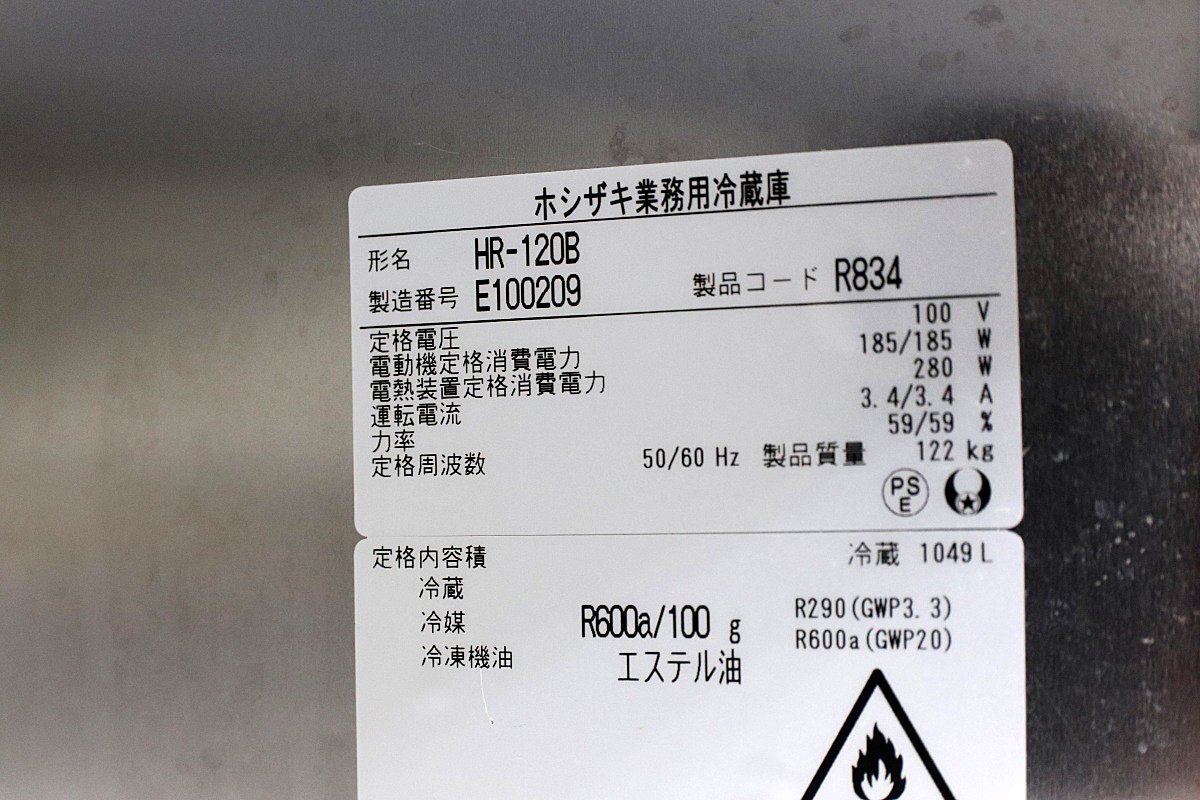 ホシザキ業務用冷蔵庫
形名 HR-120B
製造番号 E100209 製品コード R834
定格電圧 100 V
電動機定格消費電力 185/185 W
電熱装置定格消費電力 280 W
運転電流 3.4/3.4 A
力率 59/59 %
定格周波数 50/60 Hz 製品質量 122 kg
PS
E
定格内容積 冷蔵 1049 L
冷蔵
冷媒 R600a/100 g R290(GWP3.3)
R600a(GWP20)
冷凍機油 エステル油